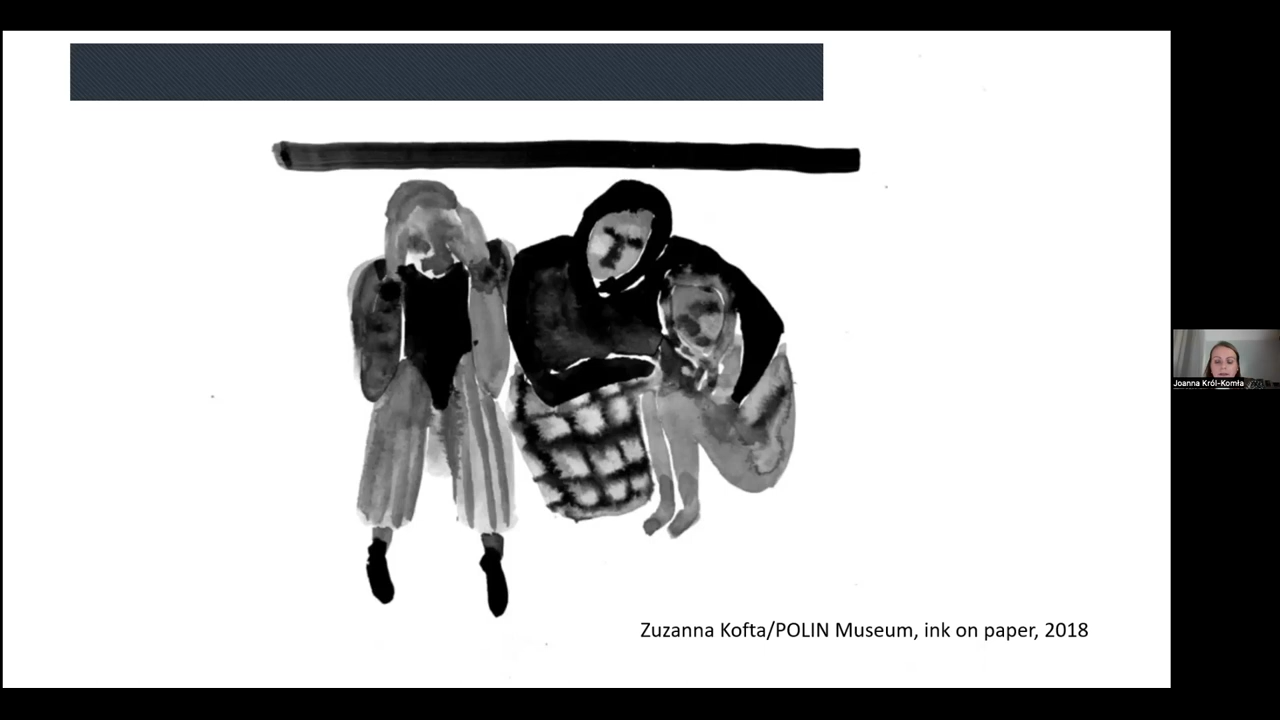 Zuzanna Kofta/POLIN Museum, ink on paper, 2018
Joanna Król-Komła